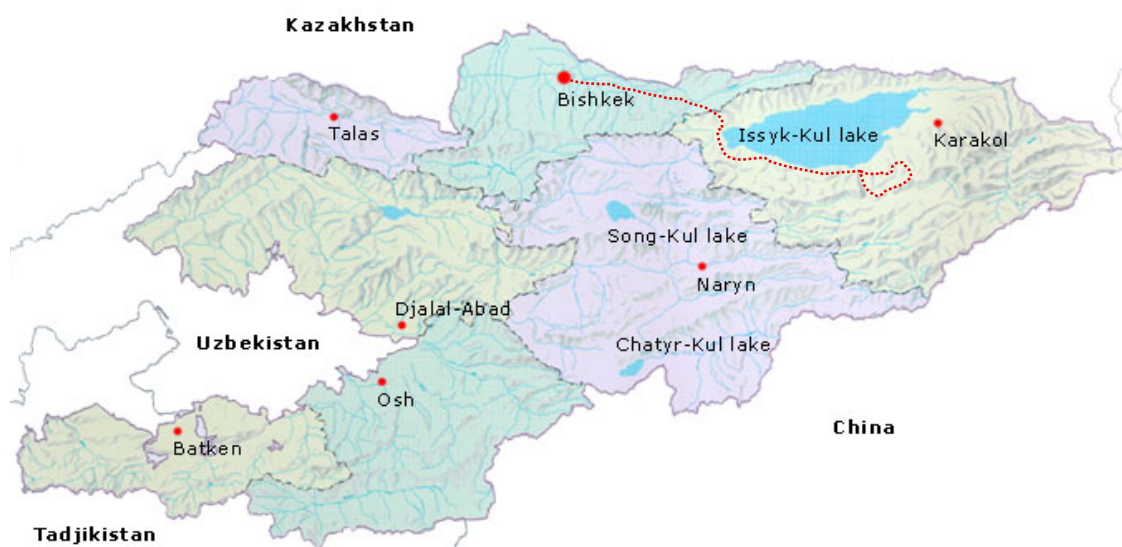 Kazakhstan
Bishkek
Talas
Issyk-Kul lake
Karakol
Song-Kul lake
Naryn
Djalal-Abad
Uzbekistan
Chatyr-Kul lake
Osh
China
Batken
Tadjikistan